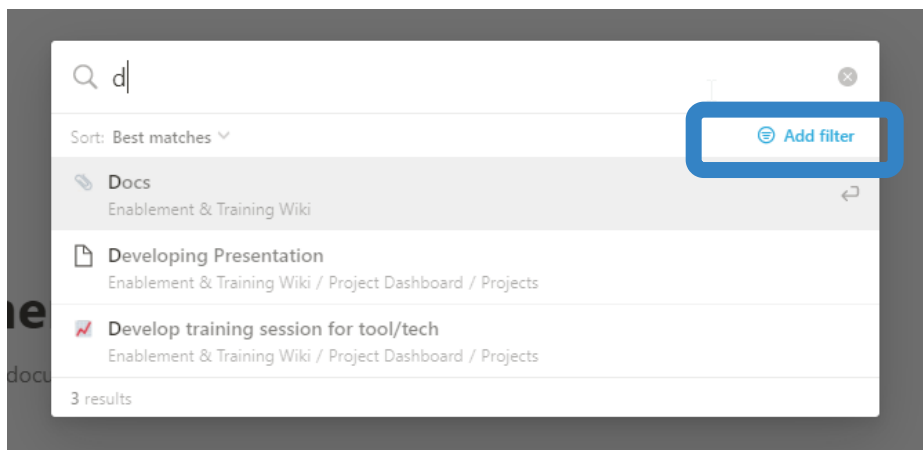 d
Sort: Best matches
Add filter
Docs
Enablement & Training Wiki
Developing Presentation
Enablement & Training Wiki / Project Dashboard / Projects
Develop training session for tool/tech
Enablement & Training Wiki / Project Dashboard / Projects
3 results